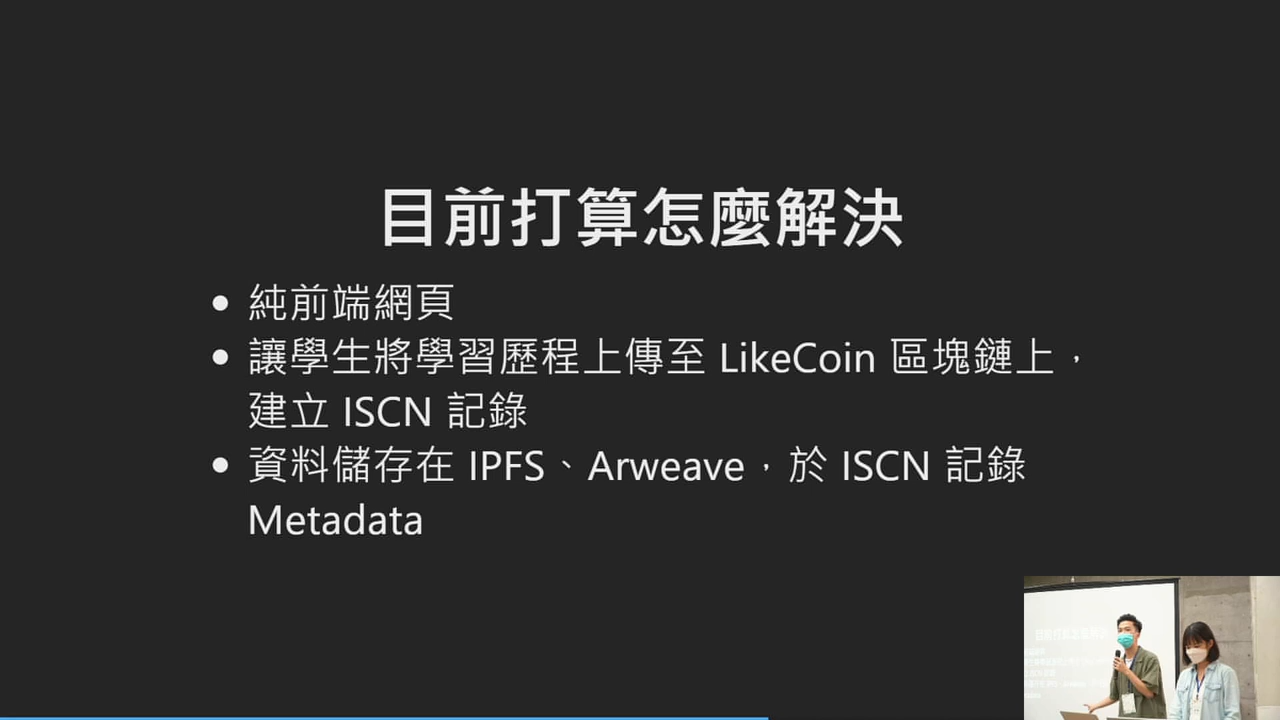 目前打算怎麼解決
純前端網頁
讓學生將學習歷程上傳至 LikeCoin 區塊鏈上，
建立 ISCN 記錄
資料儲存在 IPFS、Arweave，於 ISCN 記錄
Metadata